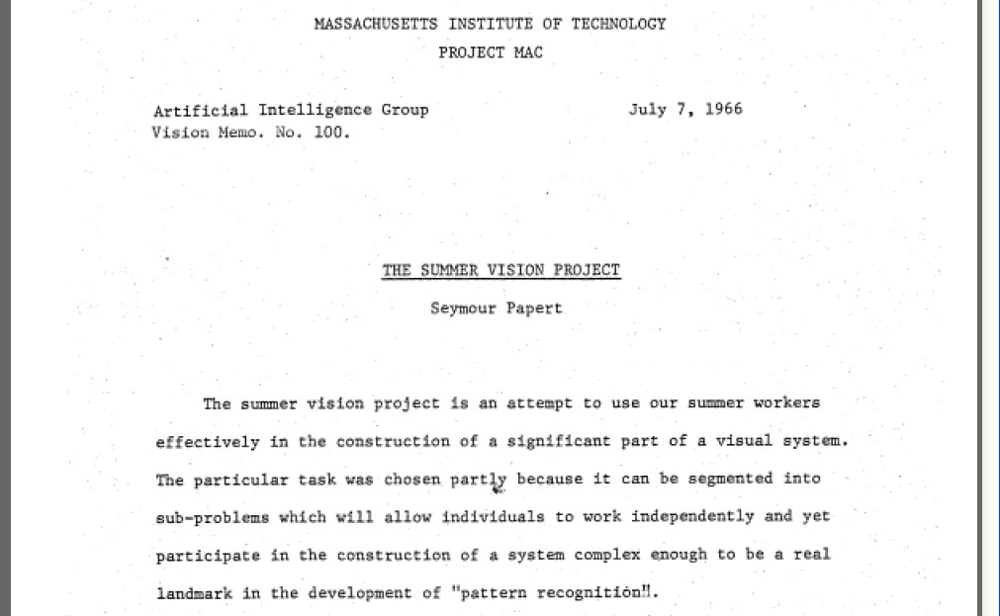 MASSACHUSETTS INSTITUTE OF TECHNOLOGY
PROJECT MAC
Artificial Intelligence Group July 7, 1966
Vision Memo. No. 100.
THE SUMMER VISION PROJECT
Seymour Papert
The summer vision project is an attempt to use our summer workers
effectively in the construction of a significant part of a visual system.
The particular task was chosen partly because it can be segmented into
sub-problems which will allow individuals to work independently and yet
participate in the construction of a system complex enough to be a real
landmark in the development of "pattern recognition".